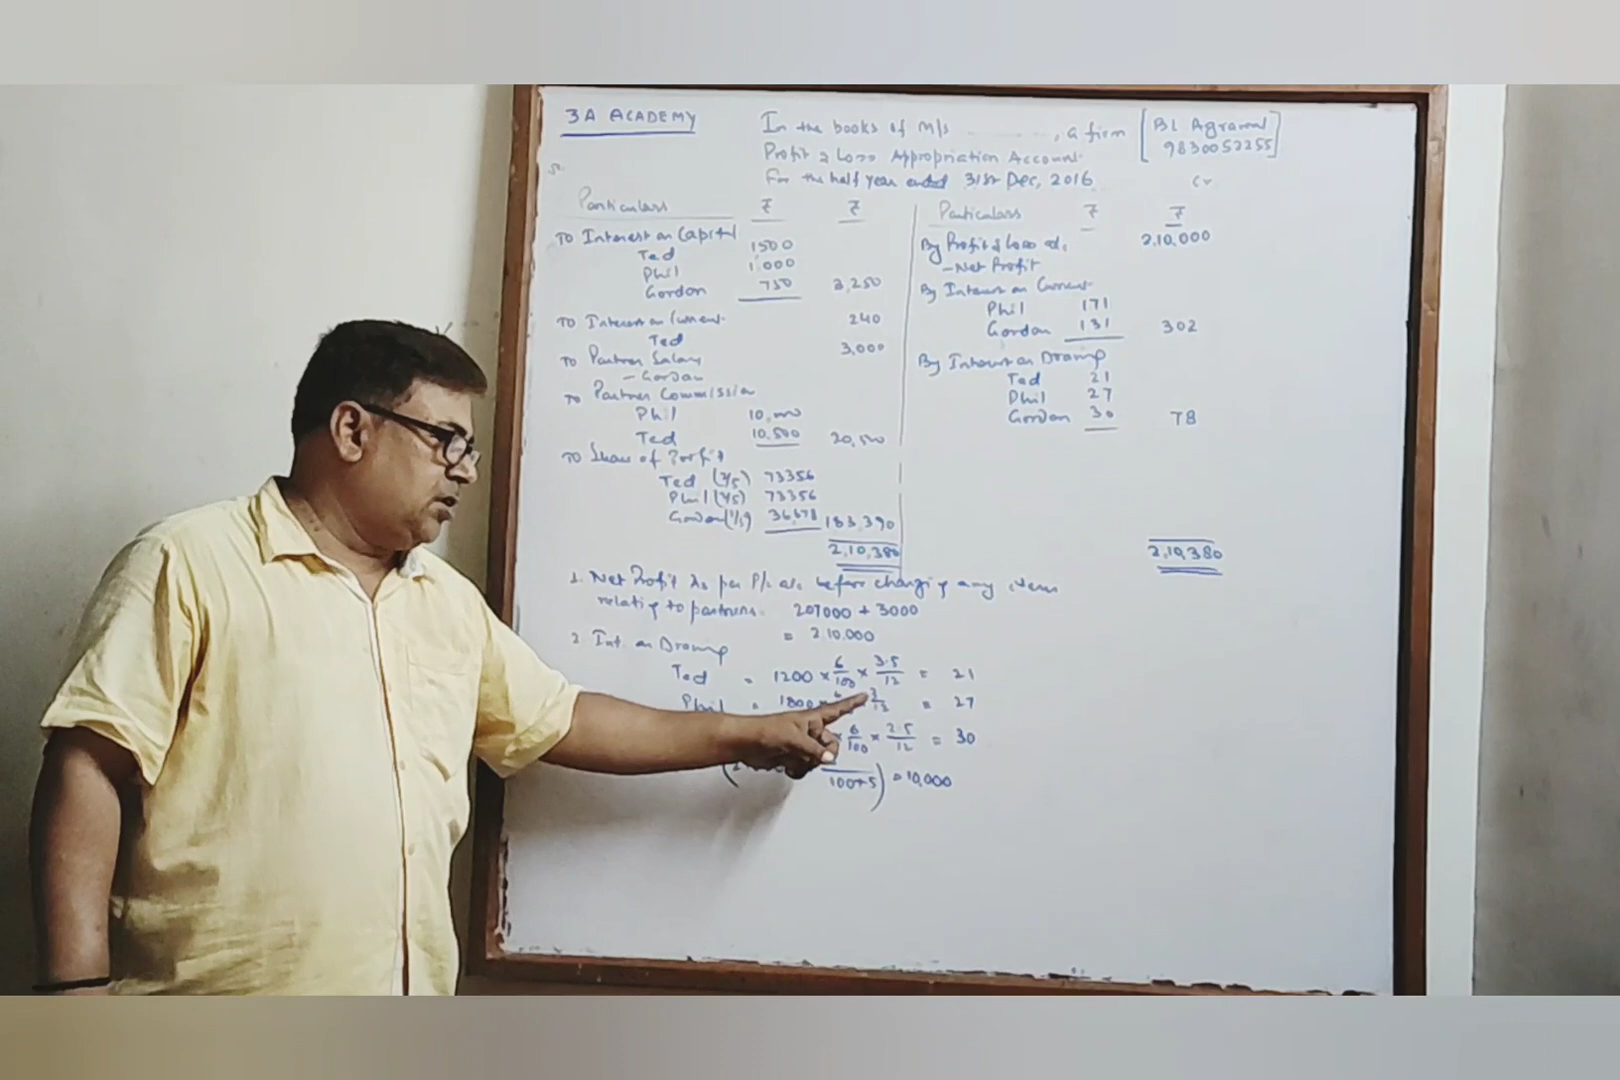 3A ACADEMY
In the books of M/s ............, a firm
[BL Agrawal
9830052255]
Profit & Loss Appropriation Account
For the half year ended 31st Dec, 2016
Cr
Particulars ₹ ₹
To Interest on Capital
Ted 1500
Phil 1,000
Gordon 750 3,250
To Interest on Current
Ted 240
To Partner Salary 3,000
- Gordon
To Partner Commission
Phil 10,000
Ted 10,500 20,500
To Share of Profit
Ted (2/5) 73356
Phil (2/5) 73356
Gordon (1/5) 36678 183,390
2,10,380
Particulars ₹ ₹
By Profit & Loss a/c 2,10,000
- Net Profit
By Interest on Current
Phil 171
Gordon 131 302
By Interest on Drawing
Ted 21
Phil 27
Gordon 30 78
2,10,380
1. Net Profit As per P/L a/c before charging any item
relating to partners. 207000 + 3000
= 2,10,000
2. Int. on Drawing
Ted = 1200 × 6/100 × 3.5/12 = 21
Phil = 1800 × 3/12 = 27
× 6/100 × 2.5/12 = 30
100+5) = 10,000